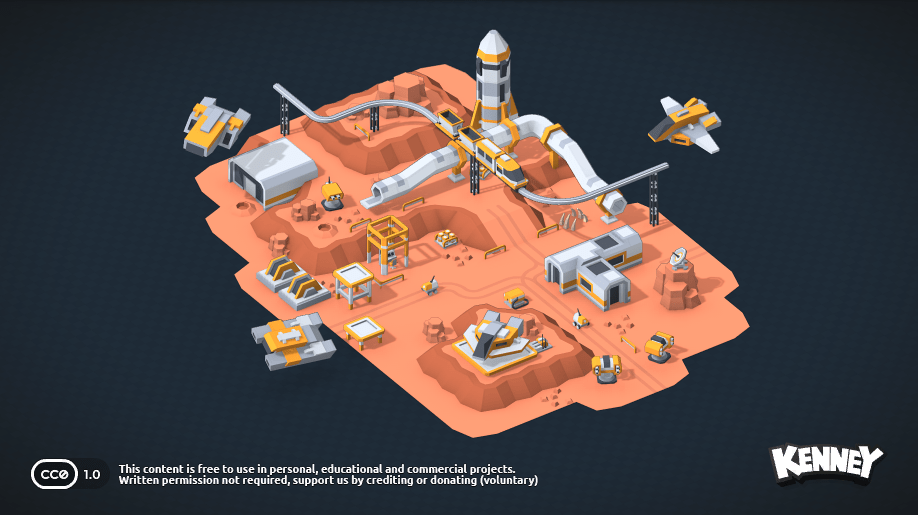 CC0 1.0
This content is free to use in personal, educational and commercial projects.
Written permission not required, support us by crediting or donating (voluntary)
KENNEY